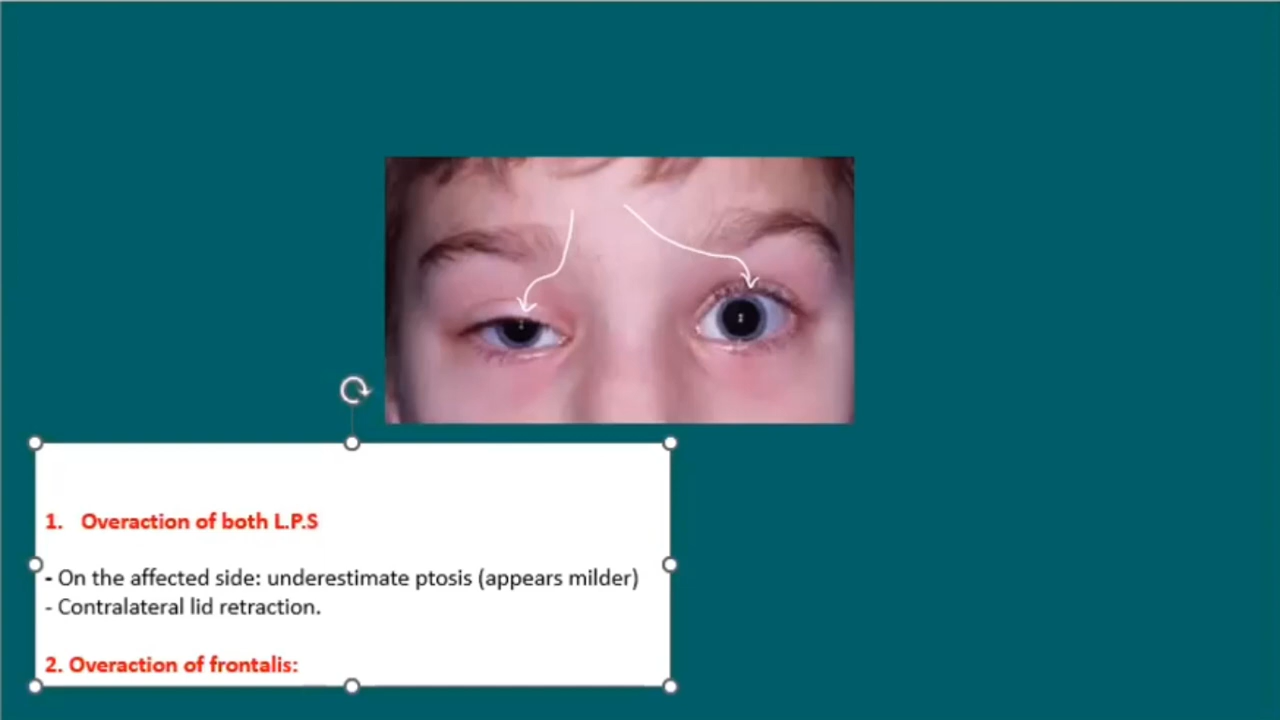 1. Overaction of both L.P.S
- On the affected side: underestimate ptosis (appears milder)
- Contralateral lid retraction.
2. Overaction of frontalis: